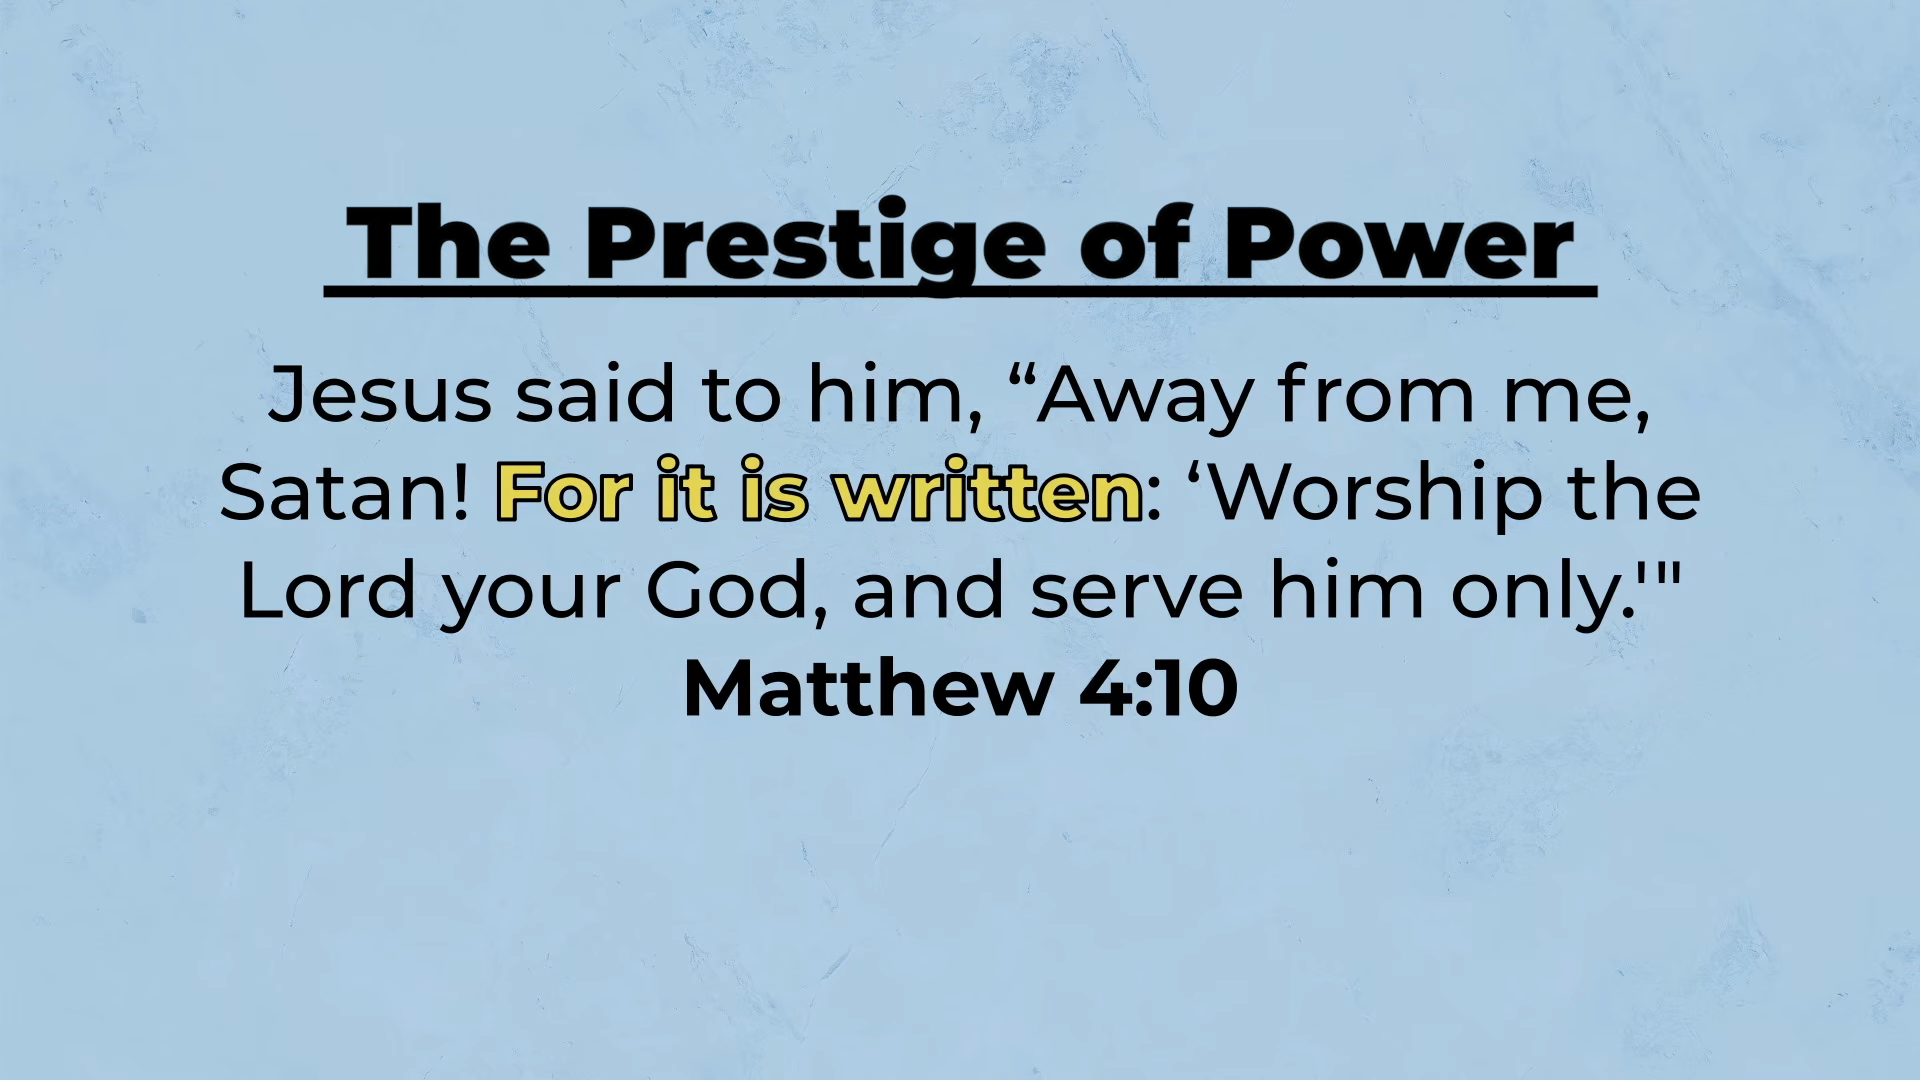 The Prestige of Power
Jesus said to him, “Away from me,
Satan! For it is written: ‘Worship the
Lord your God, and serve him only.'"
Matthew 4:10